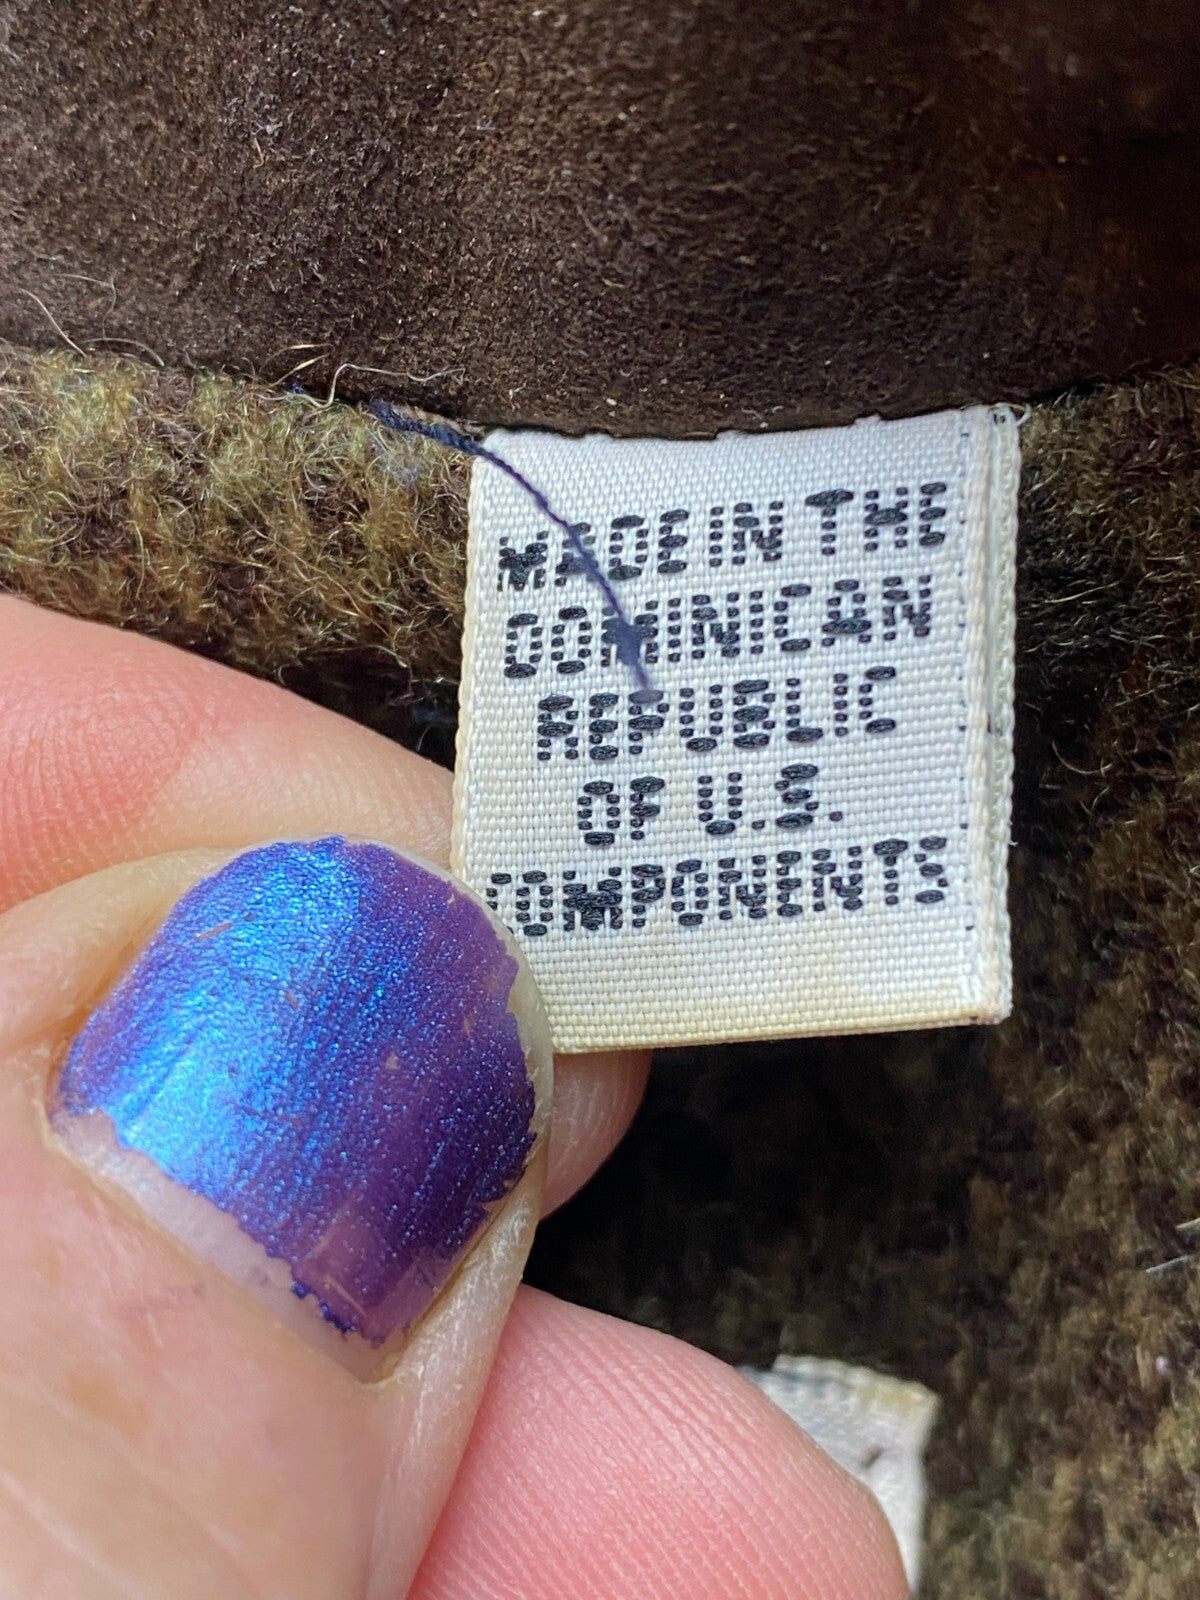 MADE IN THE
DOMINICAN
REPUBLIC
OF U.S.
COMPONENTS